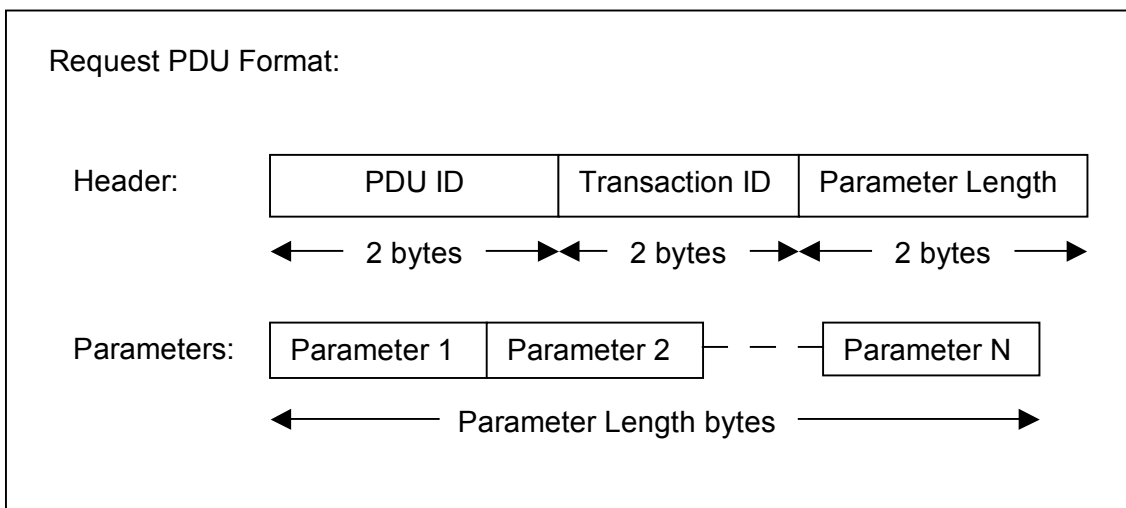 Request PDU Format:
Header: PDU ID Transaction ID Parameter Length
2 bytes 2 bytes 2 bytes
Parameters: Parameter 1 Parameter 2 Parameter N
Parameter Length bytes